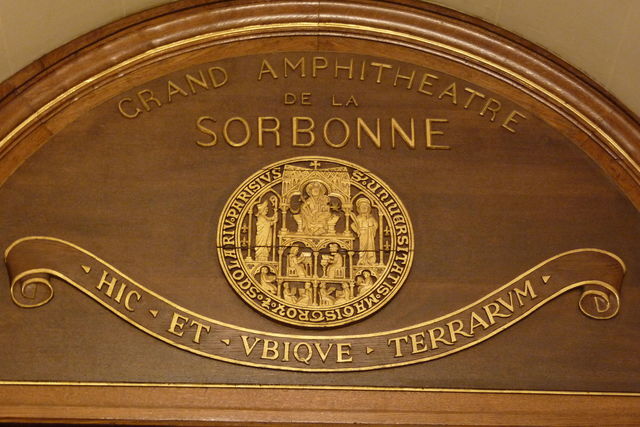 GRAND AMPHITHEATRE
DE LA
SORBONNE
HIC ET VBIQVE TERRARVM